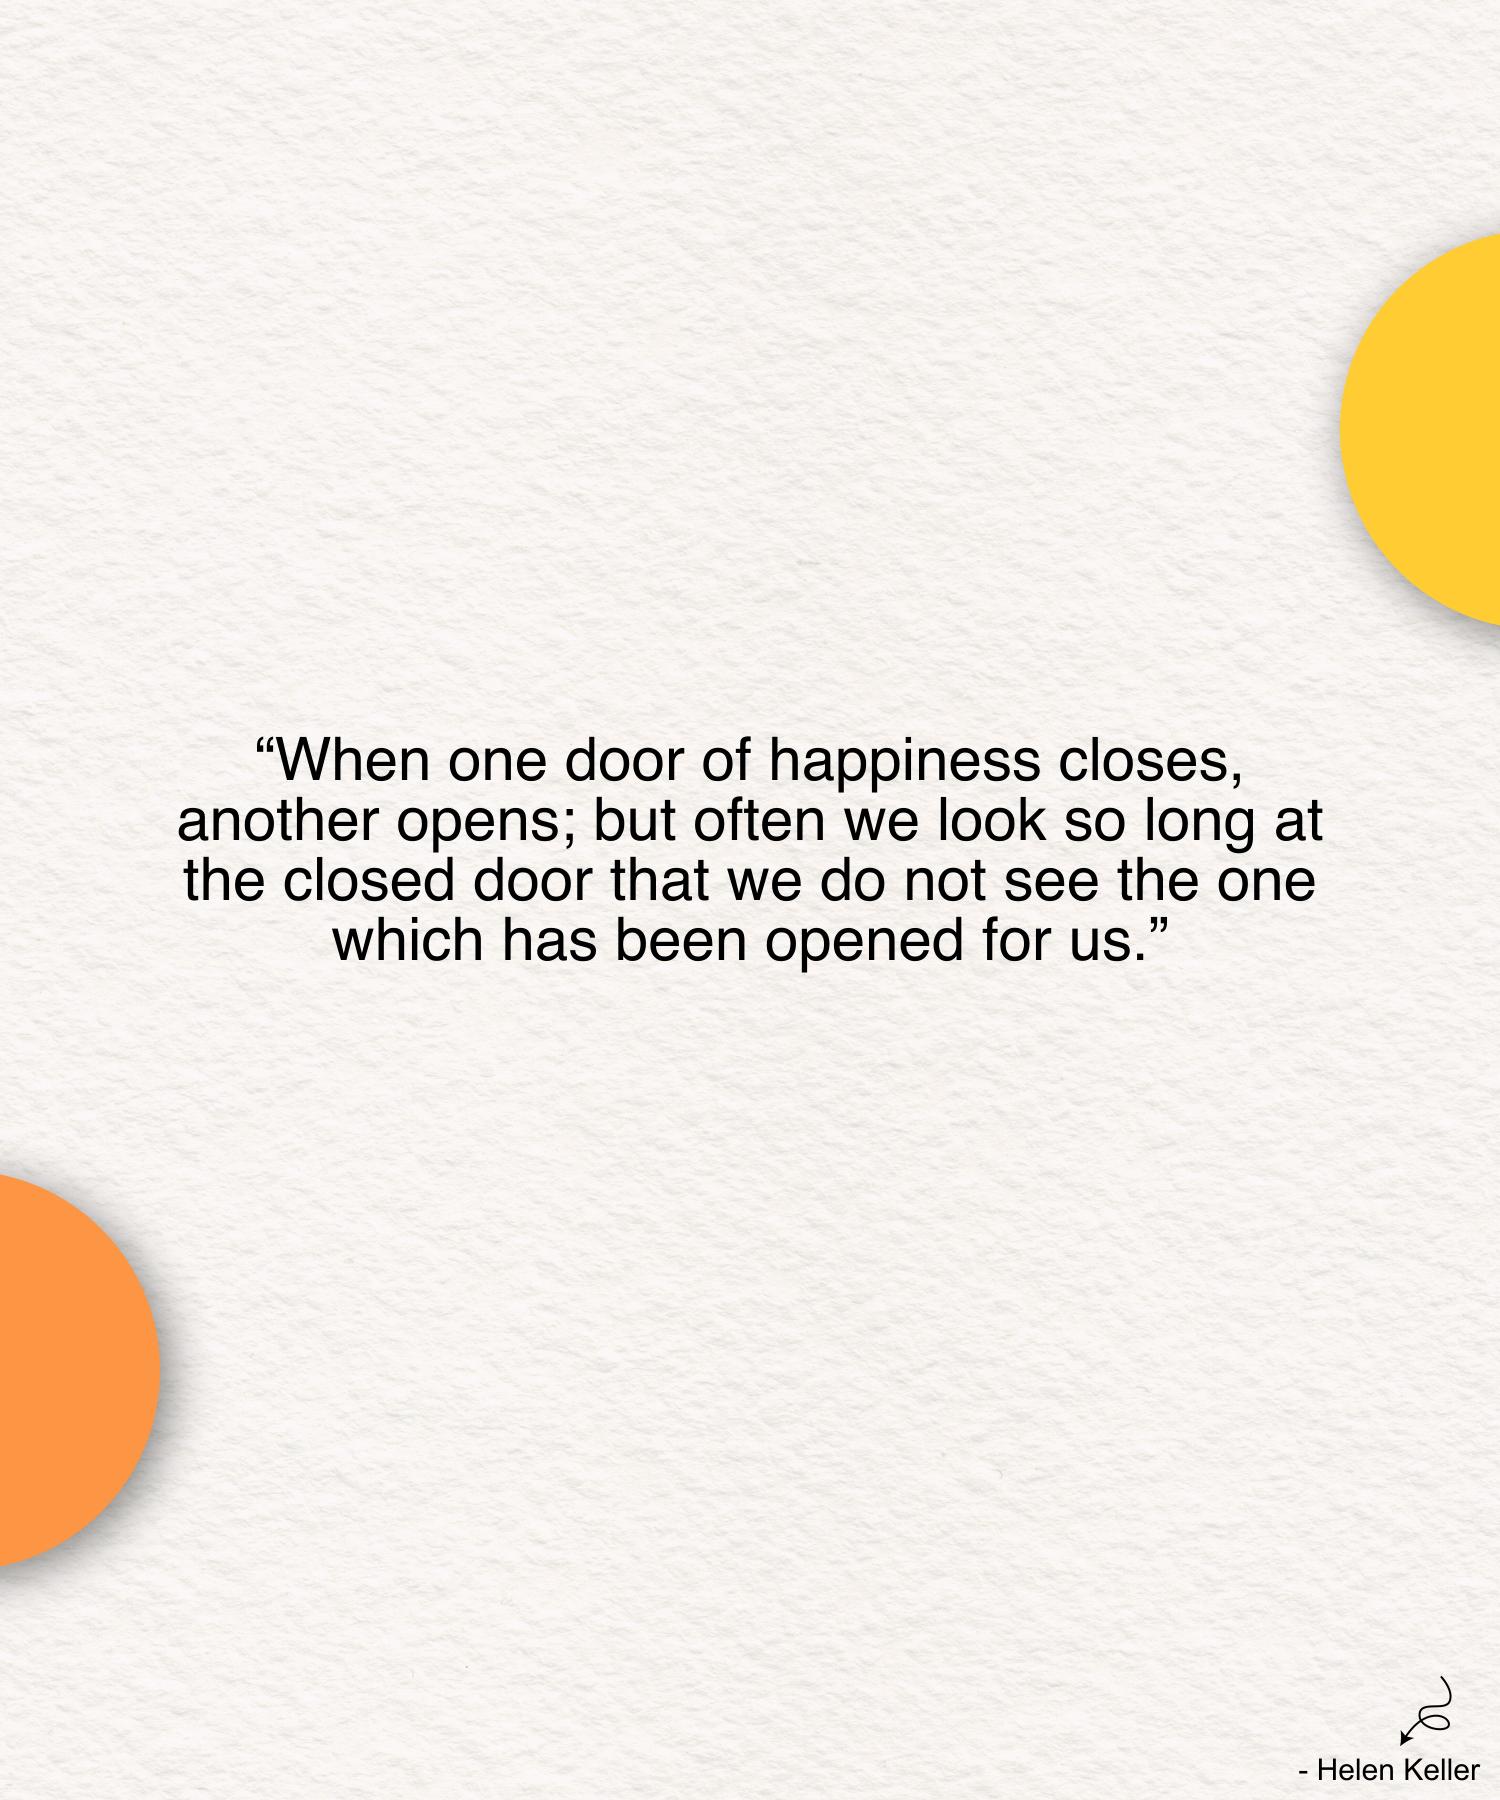 “When one door of happiness closes,
another opens; but often we look so long at
the closed door that we do not see the one
which has been opened for us.”
- Helen Keller